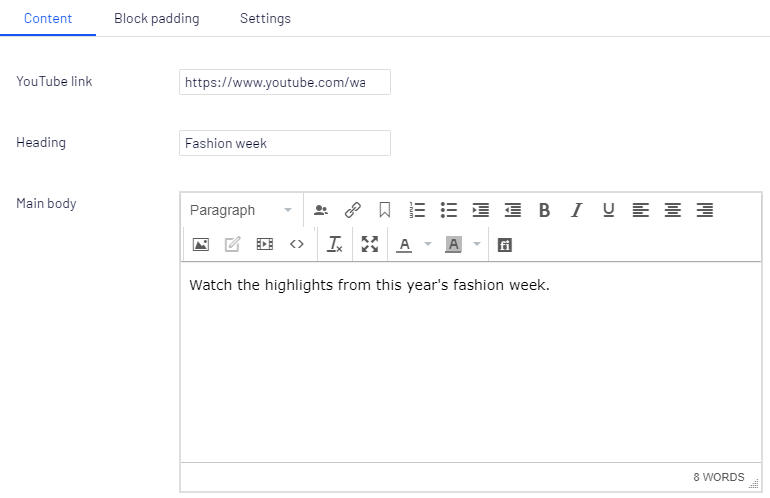 Content Block padding Settings
YouTube link https://www.youtube.com/wa
Heading Fashion week
Main body Paragraph
Watch the highlights from this year's fashion week.
8 WORDS